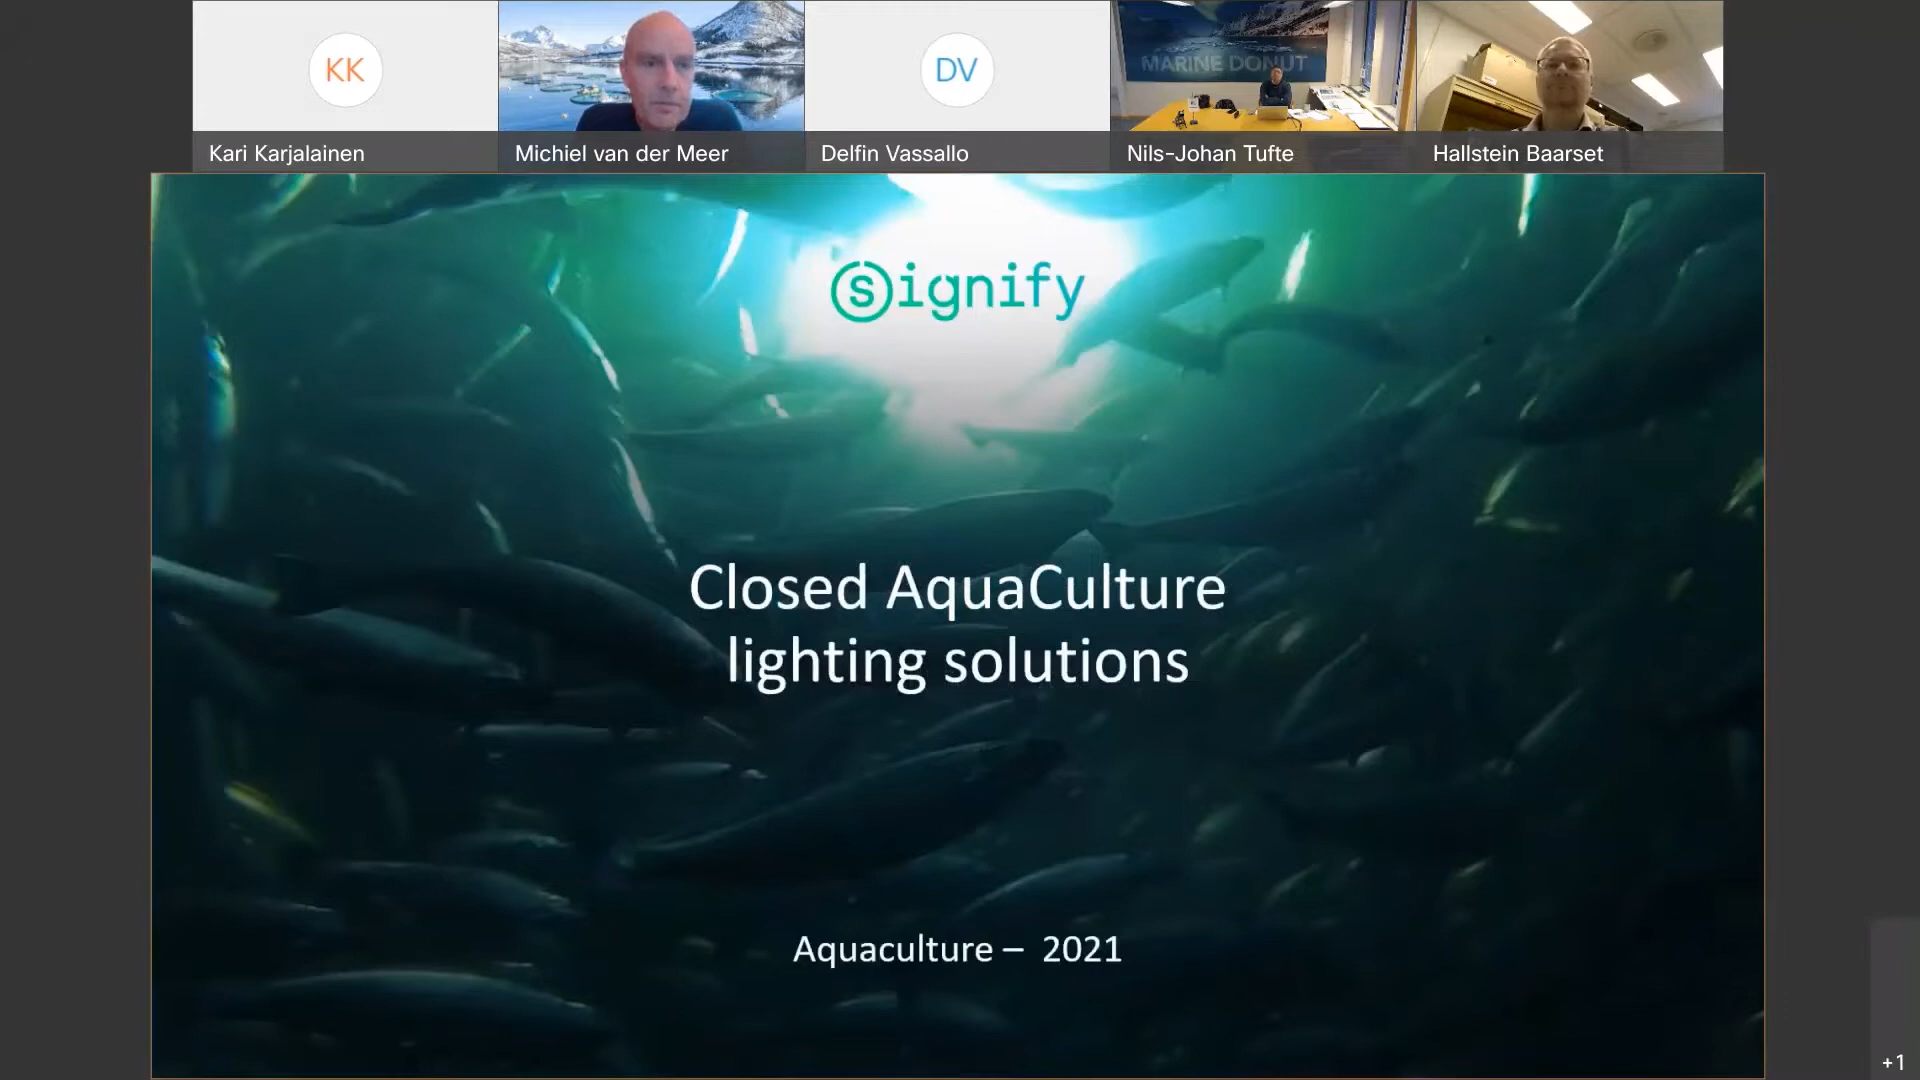 KK
DV
MARINE DONUT
Kari Karjalainen
Michiel van der Meer
Delfin Vassallo
Nils-Johan Tufte
Hallstein Baarset
signify
Closed AquaCulture
lighting solutions
Aquaculture – 2021
+1